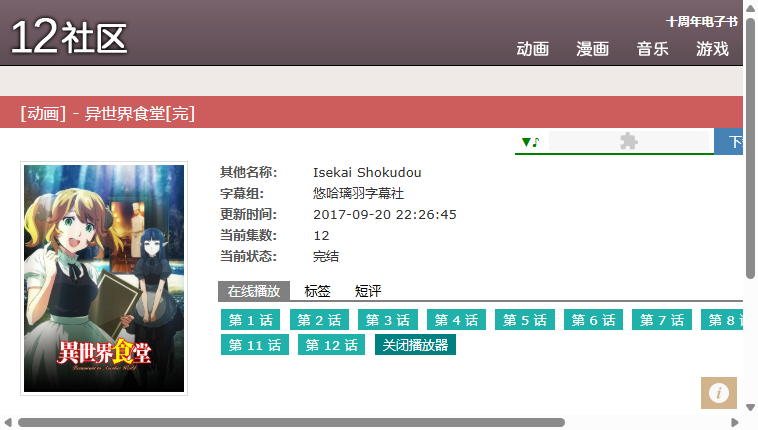 12社区
十周年电子书
动画 漫画 音乐 游戏
[动画] - 异世界食堂[完]
▼♪
其他名称: Isekai Shokudou
字幕组: 悠哈璃羽字幕社
更新时间: 2017-09-20 22:26:45
当前集数: 12
当前状态: 完结
異世界食堂
Restaurant to Another World
在线播放 标签 短评
第 1 话 第 2 话 第 3 话 第 4 话 第 5 话 第 6 话 第 7 话 第 8
第 11 话 第 12 话 关闭播放器